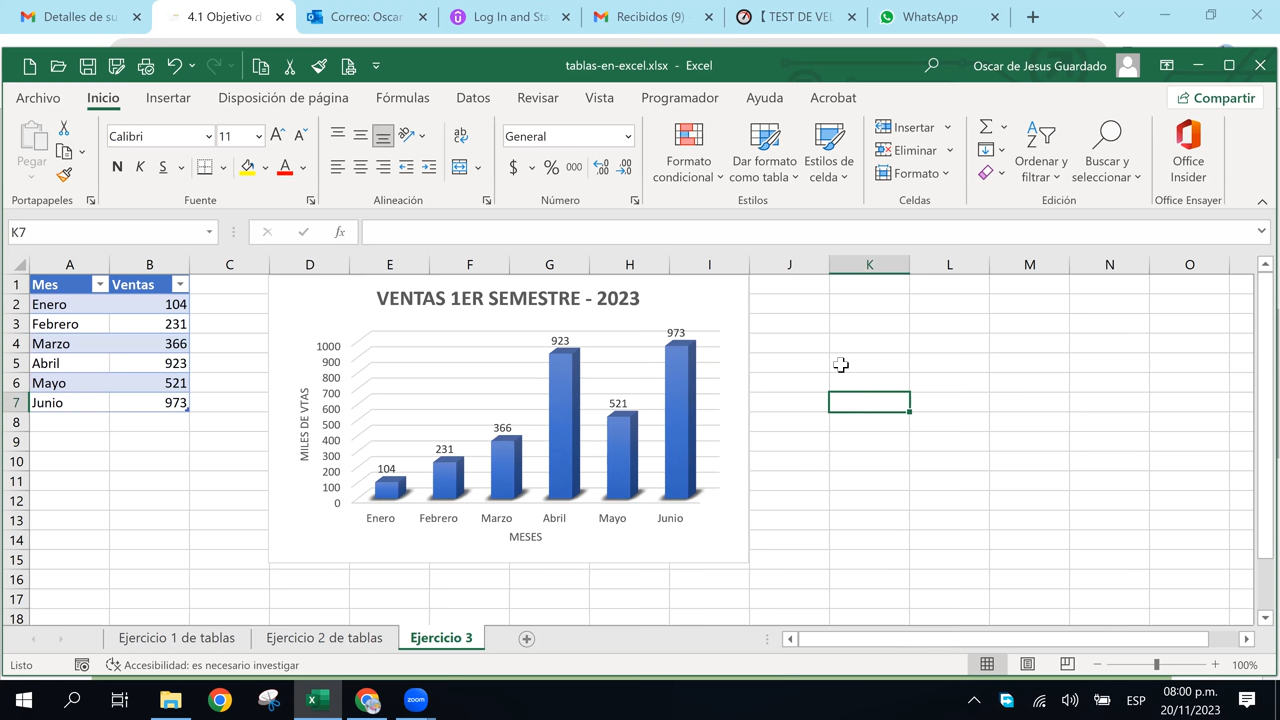 Detalles de su
4.1 Objetivo d
Correo: Oscar
Log In and Sta
Recibidos (9)
【 TEST DE VEL
WhatsApp
tablas-en-excel.xlsx - Excel
Oscar de Jesus Guardado
Archivo Inicio Insertar Disposición de página Fórmulas Datos Revisar Vista Programador Ayuda Acrobat
Compartir
Pegar
Calibri 11
N K S
ab
General
$ % 000
Formato condicional
Dar formato como tabla
Estilos de celda
Insertar
Eliminar
Formato
Ordenar y filtrar
Buscar y seleccionar
Office Insider
Portapapeles Fuente Alineación Número Estilos Celdas Edición Office Ensayer
K7
fx
A B C D E F G H I J K L M N O
1 Mes Ventas
2 Enero 104
3 Febrero 231
4 Marzo 366
5 Abril 923
6 Mayo 521
7 Junio 973
8
9
10
11
12
13
14
15
16
17
18
VENTAS 1ER SEMESTRE - 2023
MILES DE VTAS
1000
900
800
700
600
500
400
300
200
100
0
104 231 366 923 521 973
Enero Febrero Marzo Abril Mayo Junio
MESES
Ejercicio 1 de tablas Ejercicio 2 de tablas Ejercicio 3
Listo
Accesibilidad: es necesario investigar
100%
zoom
ESP
08:00 p.m.
20/11/2023